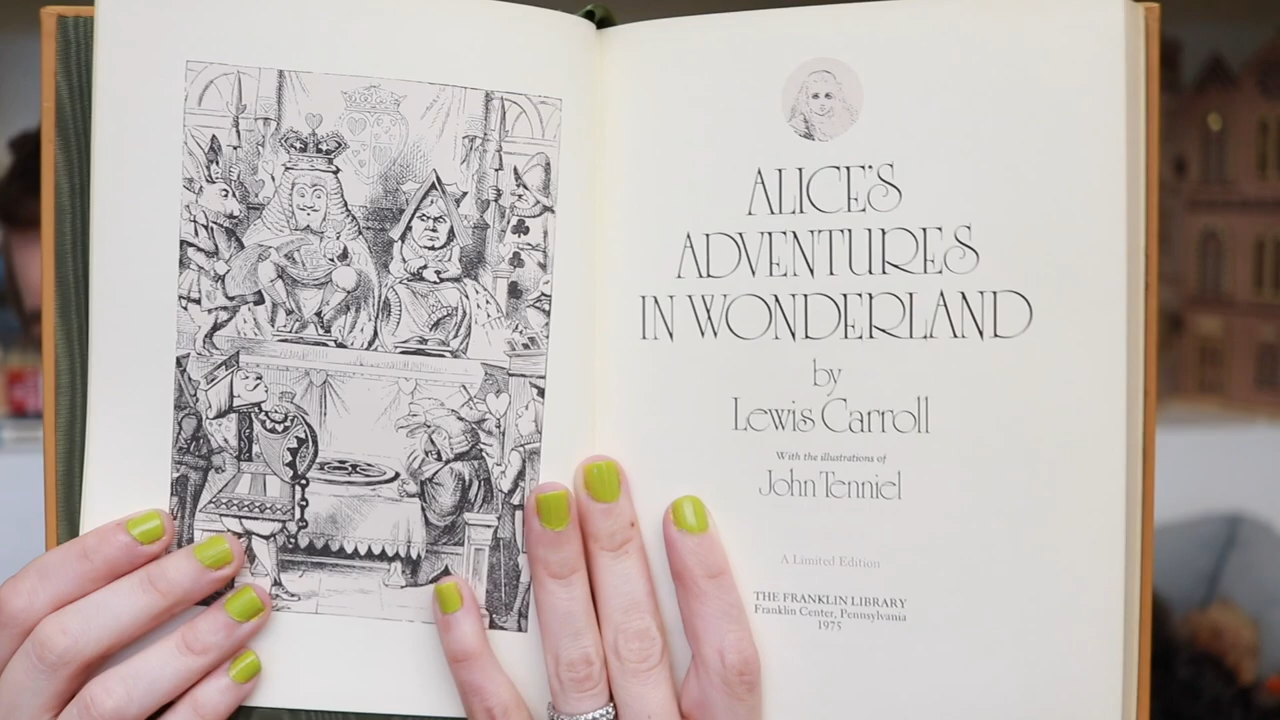 ALICE'S
ADVENTURES
IN WONDERLAND
by
Lewis Carroll
With the illustrations of
John Tenniel
A Limited Edition
THE FRANKLIN LIBRARY
Franklin Center, Pennsylvania
1975